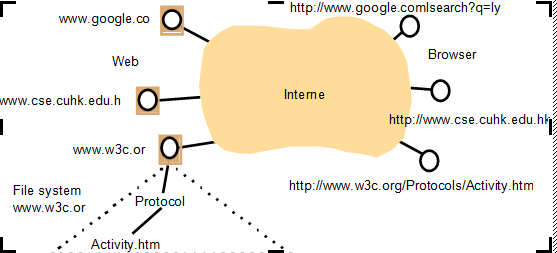 www.google.co
http://www.google.comlsearch?q=ly
Web
Browser
www.cse.cuhk.edu.h
Interne
http://www.cse.cuhk.edu.hk
www.w3c.or
File system
www.w3c.or
http://www.w3c.org/Protocols/Activity.htm
Protocol
Activity.htm